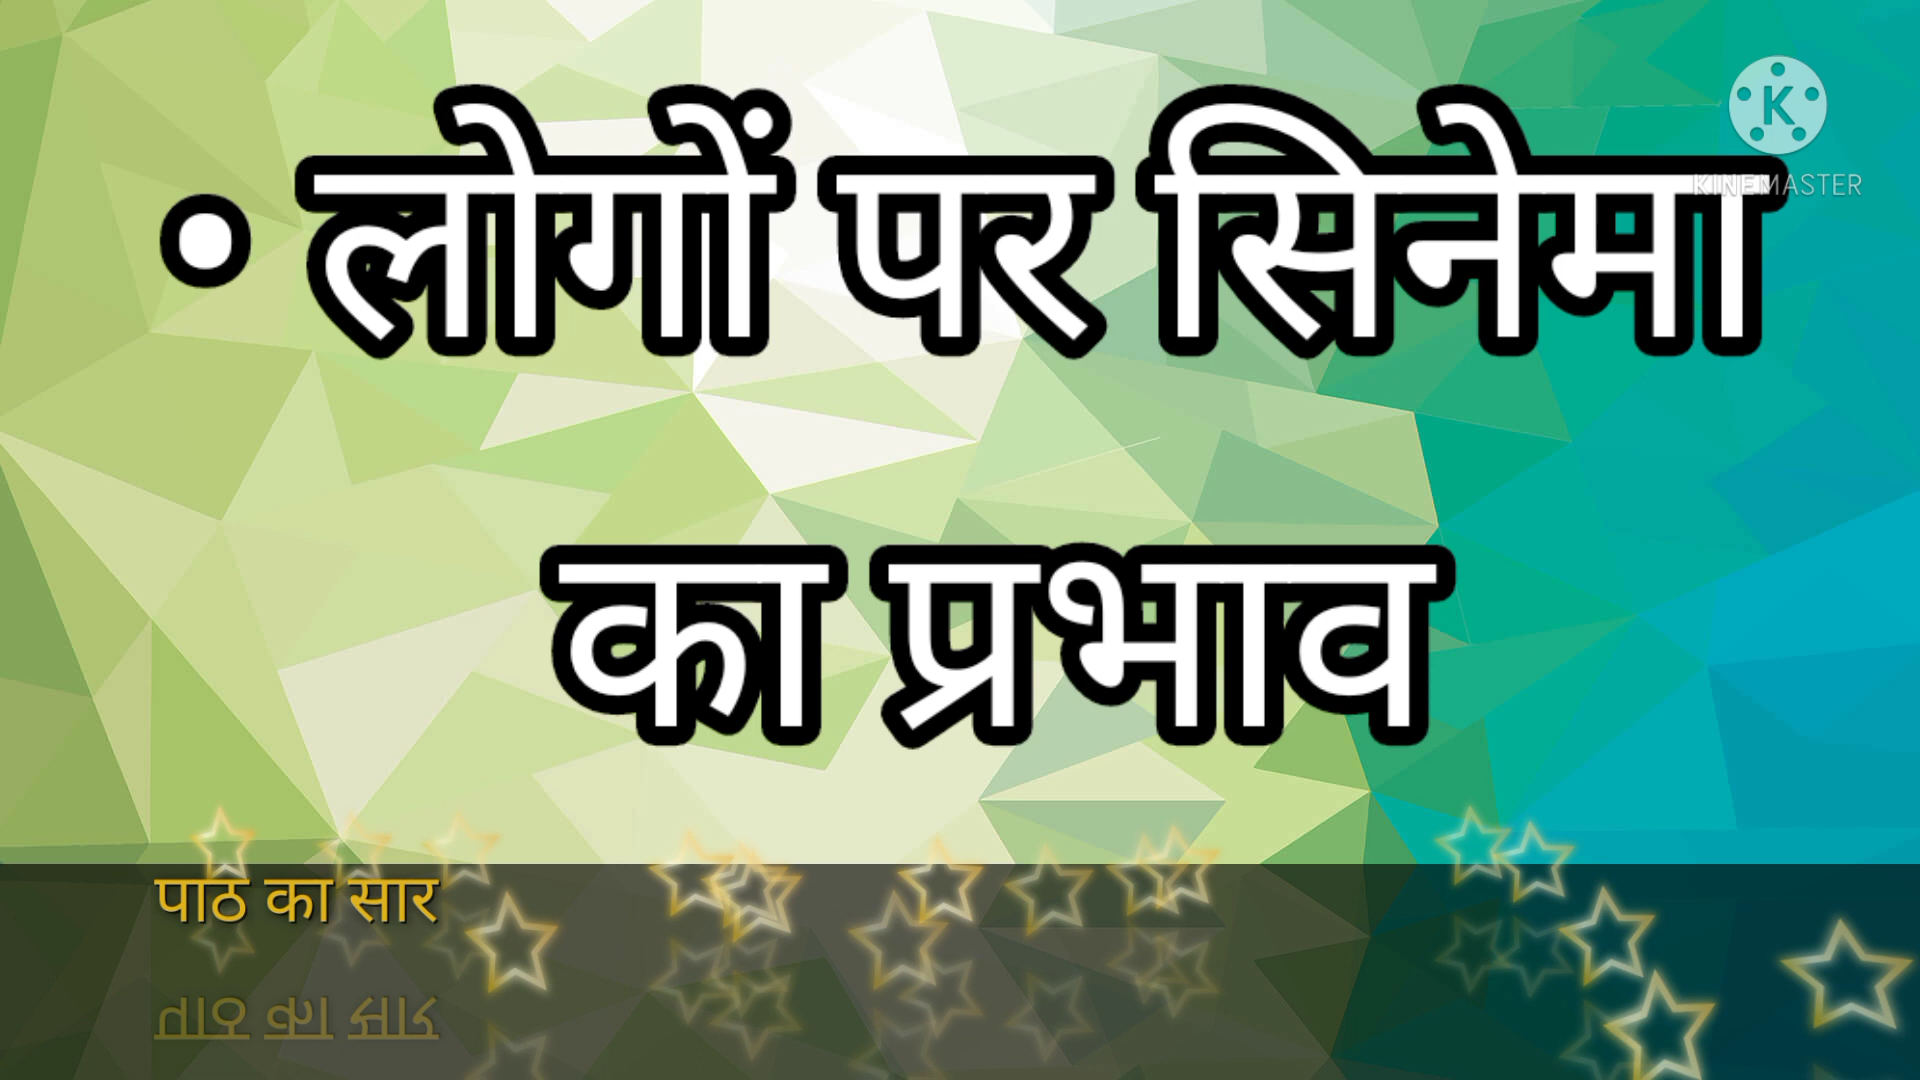 • लोगों पर सिनेमा
का प्रभाव
K
KINEMASTER
पाठ का सार